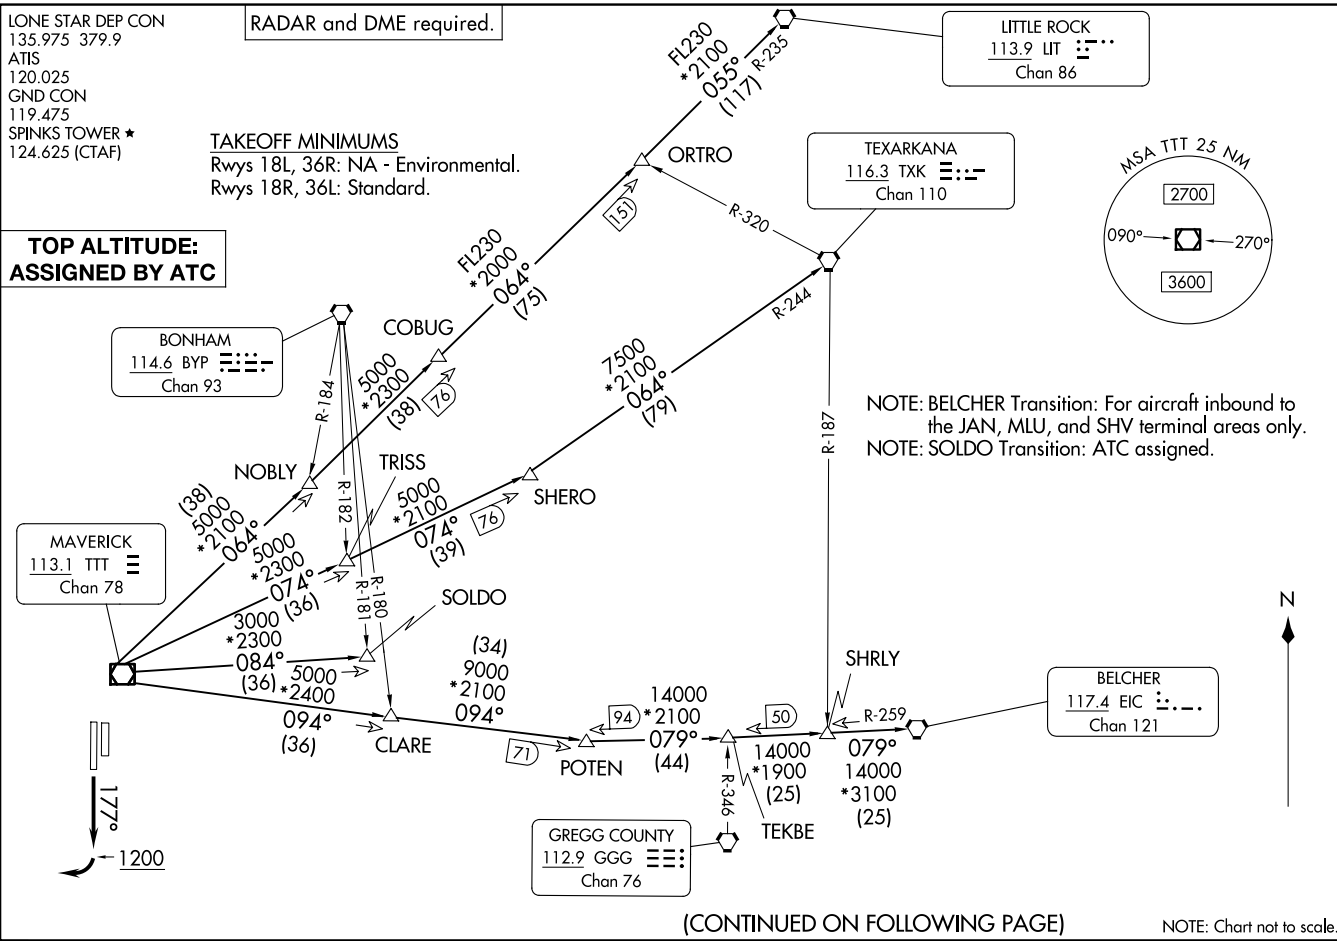 LONE STAR DEP CON
135.975 379.9
ATIS
120.025
GND CON
119.475
SPINKS TOWER ★
124.625 (CTAF)
RADAR and DME required.
TAKEOFF MINIMUMS
Rwys 18L, 36R: NA - Environmental.
Rwys 18R, 36L: Standard.
TOP ALTITUDE:
ASSIGNED BY ATC
LITTLE ROCK
113.9 LIT
Chan 86
R-235
FL230
*2100
055°
(117)
ORTRO
151
TEXARKANA
116.3 TXK
Chan 110
R-320
R-244
R-187
MSA TTT 25 NM
2700
090°
270°
3600
FL230
*2000
064°
(75)
COBUG
BONHAM
114.6 BYP
Chan 93
R-184
R-182
R-181
R-180
5000
*2300
(38)
76
7500
*2100
064°
(79)
NOTE: BELCHER Transition: For aircraft inbound to
the JAN, MLU, and SHV terminal areas only.
NOTE: SOLDO Transition: ATC assigned.
NOBLY
TRISS
5000
*2100
074°
(39)
76
SHERO
(38)
5000
*2100
064°
MAVERICK
113.1 TTT
Chan 78
5000
*2300
074°
(36)
3000
*2300
084°
(36)
SOLDO
5000
*2400
094°
(36)
CLARE
(34)
9000
*2100
094°
71
POTEN
94
14000
*2100
079°
(44)
50
14000
*1900
(25)
TEKBE
SHRLY
R-259
079°
14000
*3100
(25)
BELCHER
117.4 EIC
Chan 121
N
R-346
GREGG COUNTY
112.9 GGG
Chan 76
177°
1200
(CONTINUED ON FOLLOWING PAGE)
NOTE: Chart not to scale.